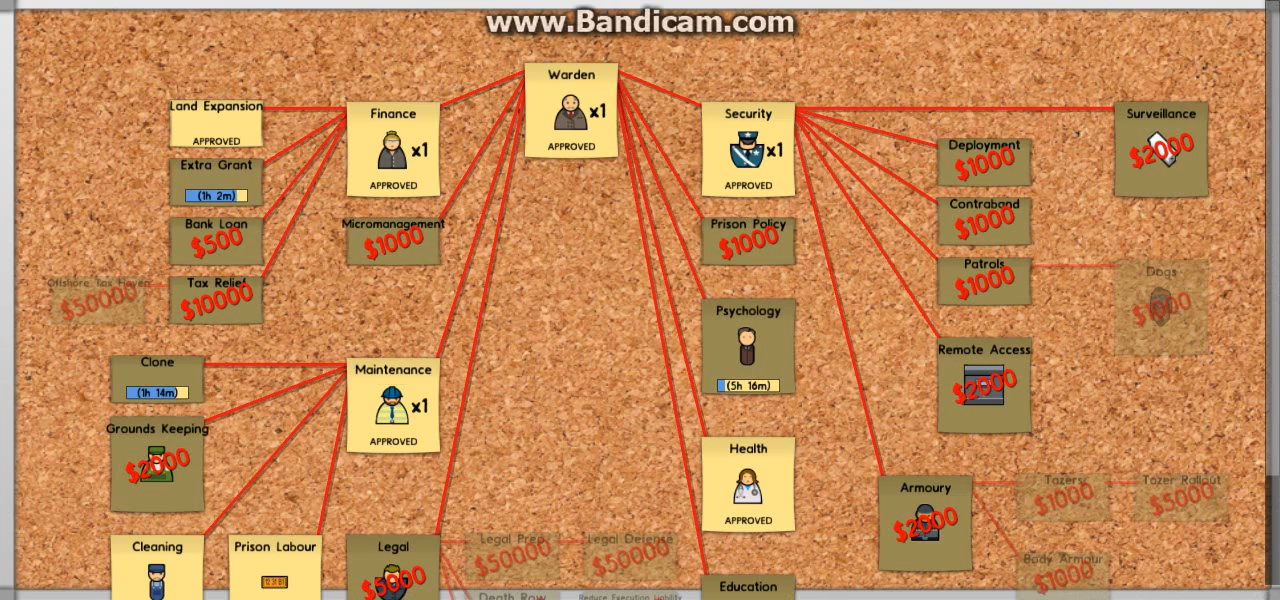 www.Bandicam.com
Warden
x1
APPROVED
Land Expansion
APPROVED
Finance
x1
APPROVED
Security
x1
APPROVED
Surveillance
$2000
Extra Grant
(1h 2m)
Deployment
$1000
Bank Loan
$500
Micromanagement
$1000
Prison Policy
$1000
Contraband
$1000
Offshore Tax Haven
$50000
Tax Relief
$10000
Patrols
$1000
Dogs
$1000
Psychology
(5h 16m)
Remote Access
$2000
Clone
(1h 14m)
Maintenance
x1
APPROVED
Grounds Keeping
$2000
Health
APPROVED
Armoury
$2000
Tazers
$1000
Tazer Rollout
$5000
Cleaning
Prison Labour
Legal
$5000
Legal Prep
$50000
Legal Defense
$50000
Body Armour
$1000
Education
Death Row
Reduce Execution Liability